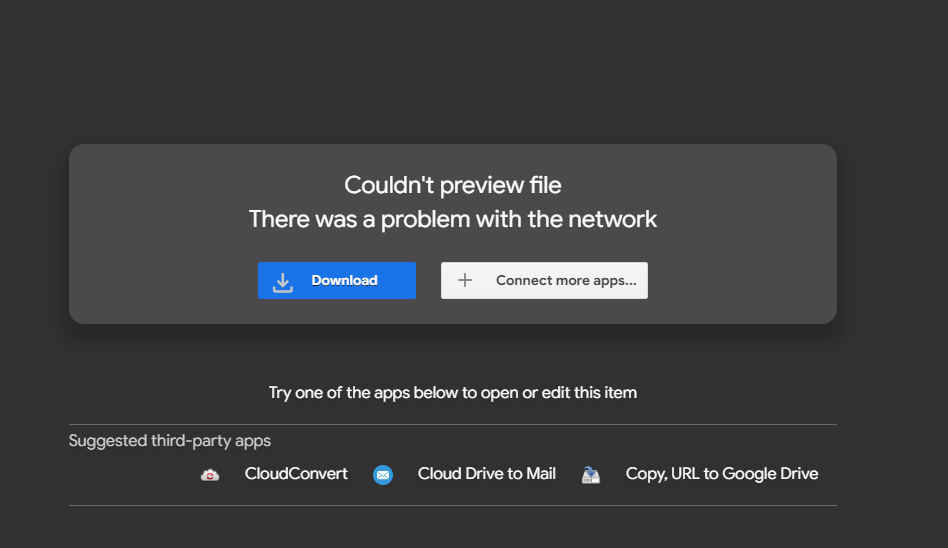 Couldn't preview file
There was a problem with the network
Download
Connect more apps...
Try one of the apps below to open or edit this item
Suggested third-party apps
CloudConvert
Cloud Drive to Mail
Copy, URL to Google Drive